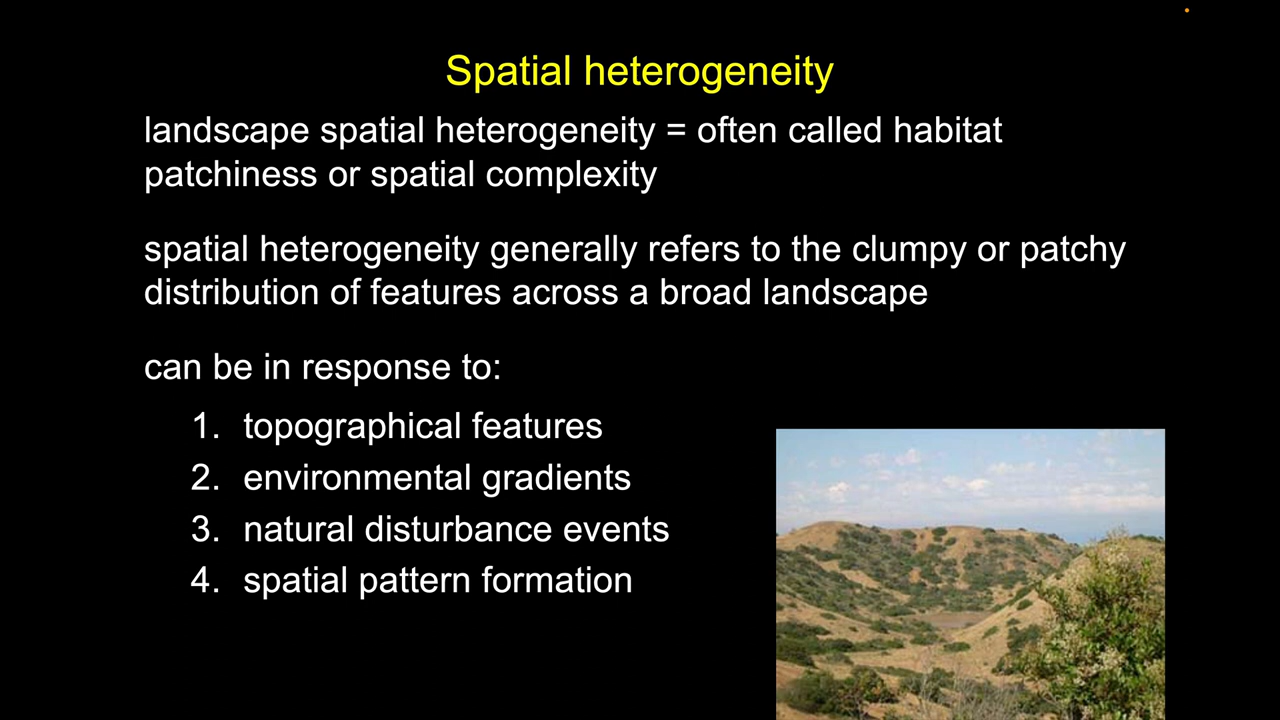 Spatial heterogeneity
landscape spatial heterogeneity = often called habitat
patchiness or spatial complexity
spatial heterogeneity generally refers to the clumpy or patchy
distribution of features across a broad landscape
can be in response to:
1. topographical features
2. environmental gradients
3. natural disturbance events
4. spatial pattern formation